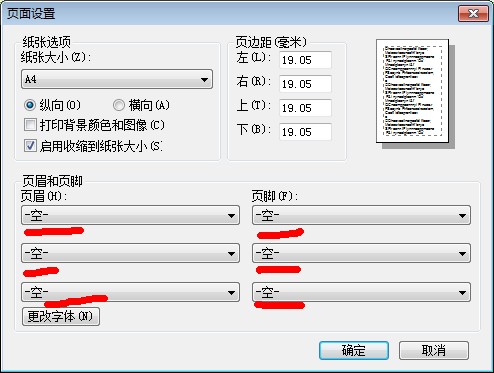 页面设置
纸张选项
纸张大小(Z):
A4
纵向(O) 横向(A)
打印背景颜色和图像(C)
启用收缩到纸张大小(S)
页边距(毫米)
左(L): 19.05
右(R): 19.05
上(T): 19.05
下(B): 19.05
页眉和页脚
页眉(H): 页脚(F):
-空- -空-
-空- -空-
-空- -空-
更改字体(N)
确定 取消